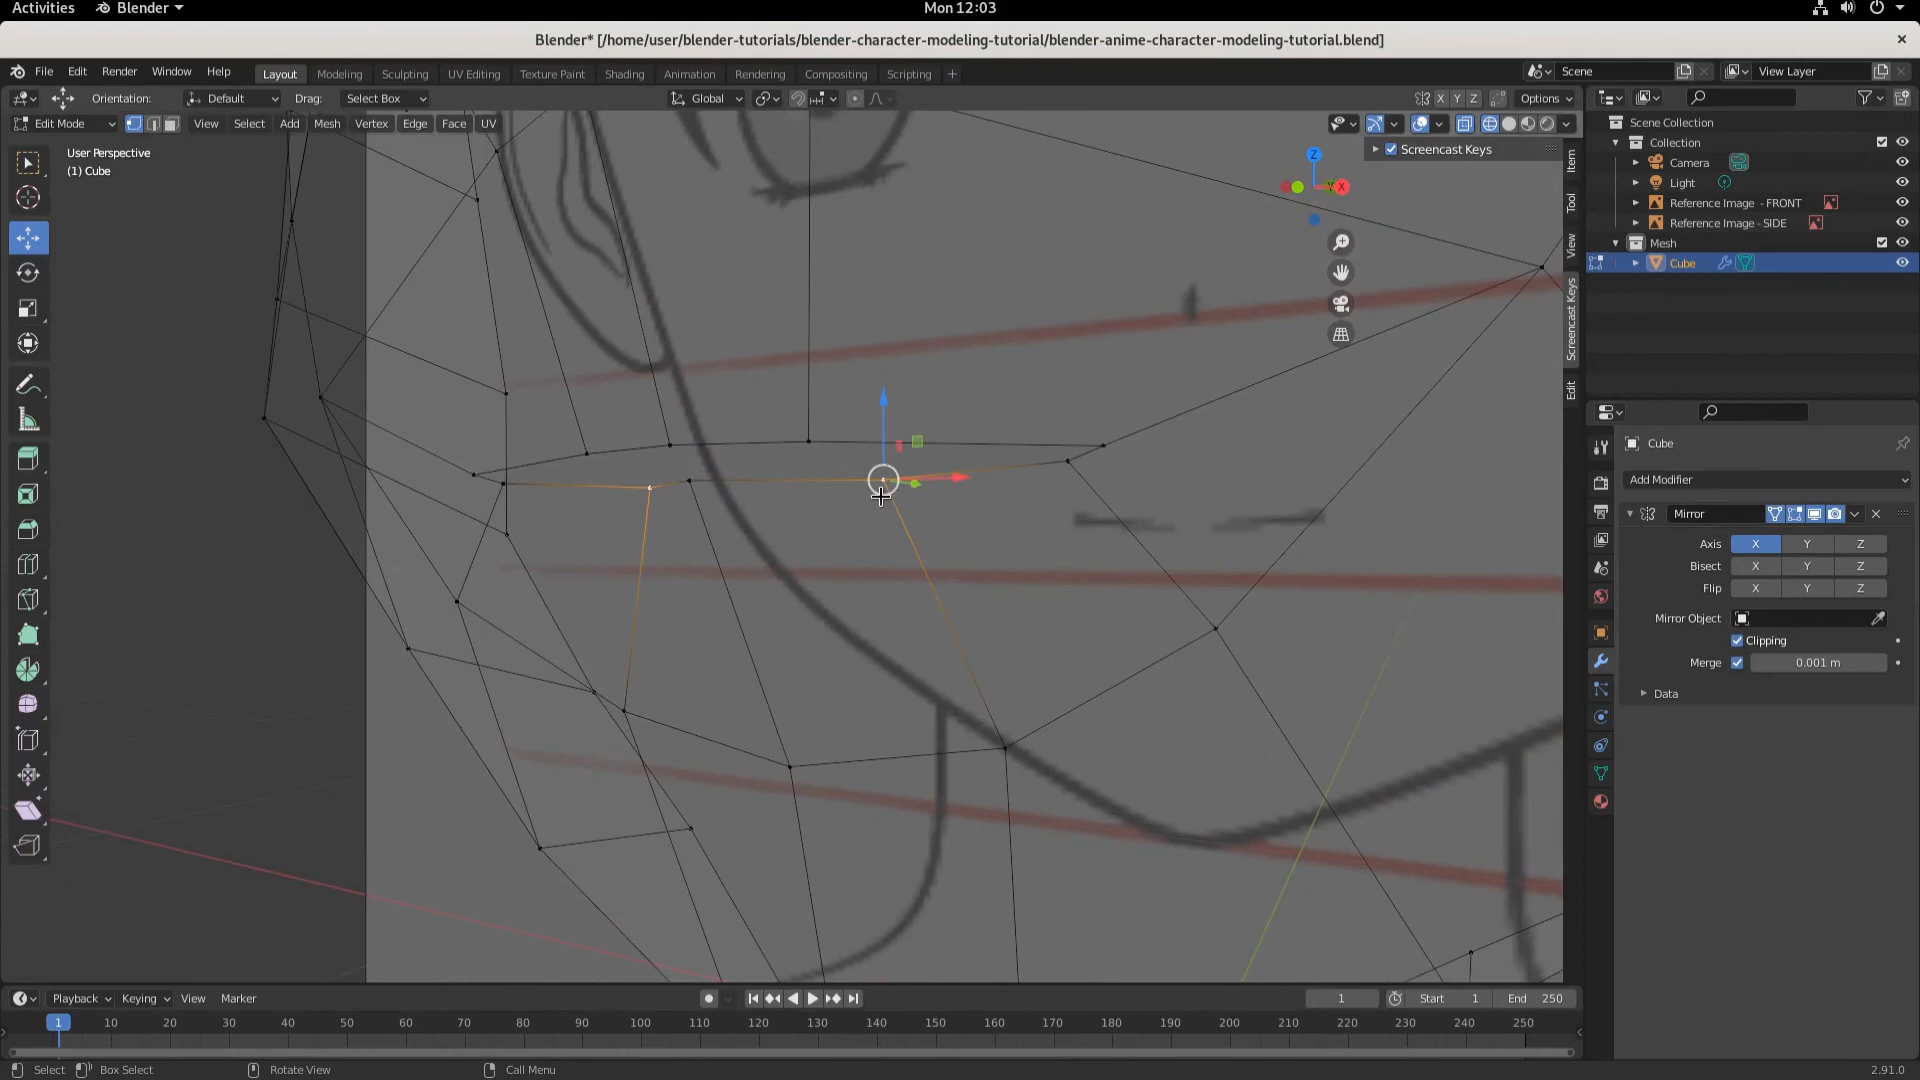 Activities Blender Mon 12:03
Blender* [/home/user/blender-tutorials/blender-character-modeling-tutorial/blender-anime-character-modeling-tutorial.blend]
File Edit Render Window Help Layout Modeling Sculpting UV Editing Texture Paint Shading Animation Rendering Compositing Scripting + Scene View Layer
Orientation: Default Drag: Select Box Global X Y Z Options
Edit Mode View Select Add Mesh Vertex Edge Face UV
User Perspective
(1) Cube
Screencast Keys
Z
X
Y
Item
Tool
View
Screencast Keys
Edit
Scene Collection
Collection
Camera
Light
Reference Image - FRONT
Reference Image - SIDE
Mesh
Cube
Cube
Add Modifier
Mirror
Axis X Y Z
Bisect X Y Z
Flip X Y Z
Mirror Object
Clipping
Merge 0.001 m
Data
Playback Keying View Marker 1 Start 1 End 250
1 10 20 30 40 50 60 70 80 90 100 110 120 130 140 150 160 170 180 190 200 210 220 230 240 250
Select Box Select Rotate View Call Menu 2.91.0